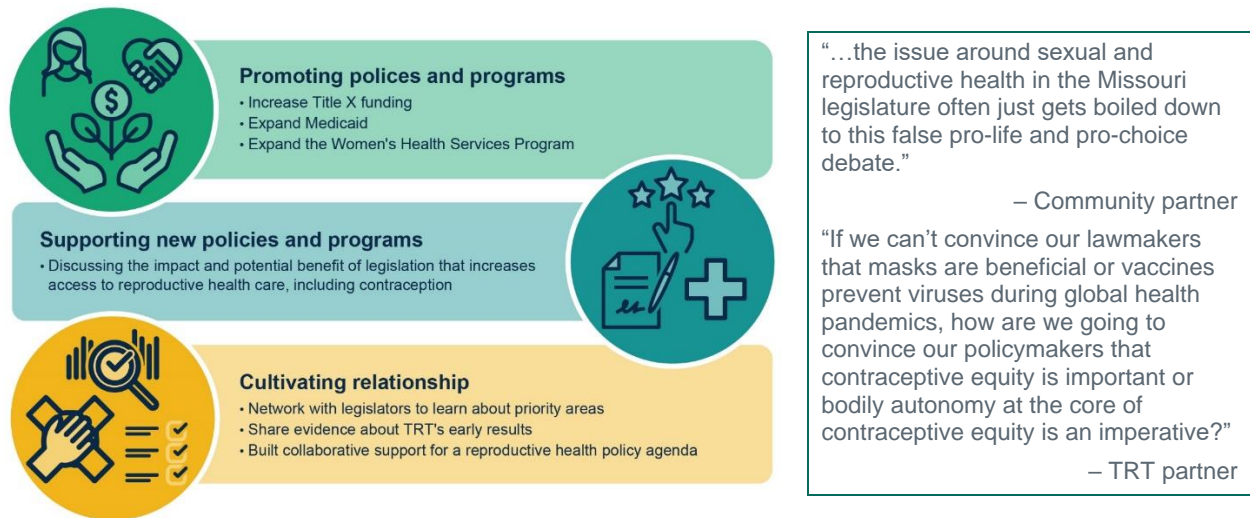 Promoting polices and programs
• Increase Title X funding
• Expand Medicaid
• Expand the Women's Health Services Program
Supporting new policies and programs
• Discussing the impact and potential benefit of legislation that increases
access to reproductive health care, including contraception
Cultivating relationship
• Network with legislators to learn about priority areas
• Share evidence about TRT's early results
• Built collaborative support for a reproductive health policy agenda
“…the issue around sexual and
reproductive health in the Missouri
legislature often just gets boiled down
to this false pro-life and pro-choice
debate.”
– Community partner
“If we can’t convince our lawmakers
that masks are beneficial or vaccines
prevent viruses during global health
pandemics, how are we going to
convince our policymakers that
contraceptive equity is important or
bodily autonomy at the core of
contraceptive equity is an imperative?”
– TRT partner